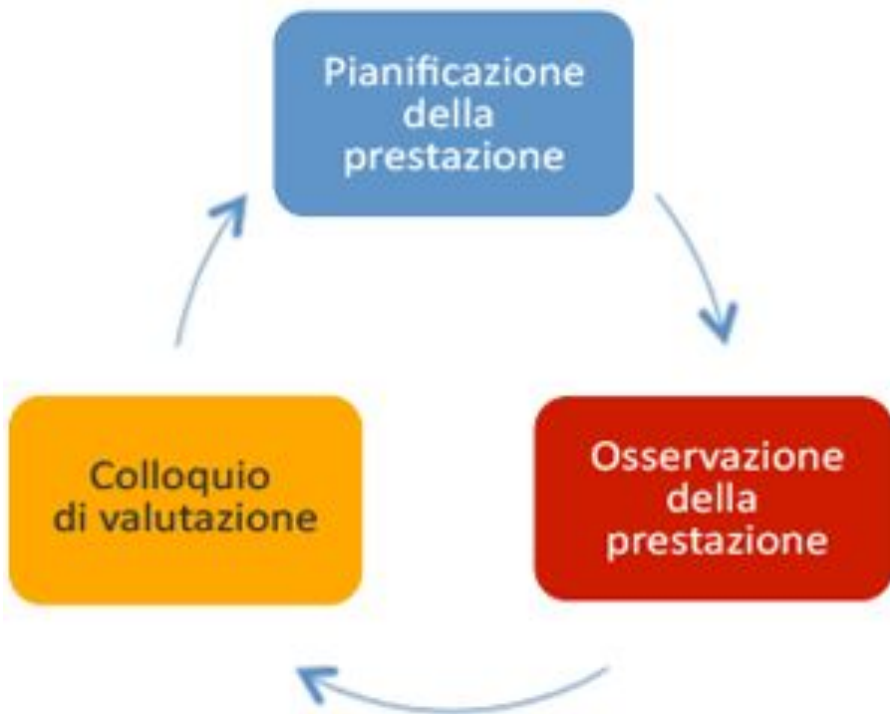 Pianificazione
della
prestazione
Osservazione
della
prestazione
Colloquio
di valutazione